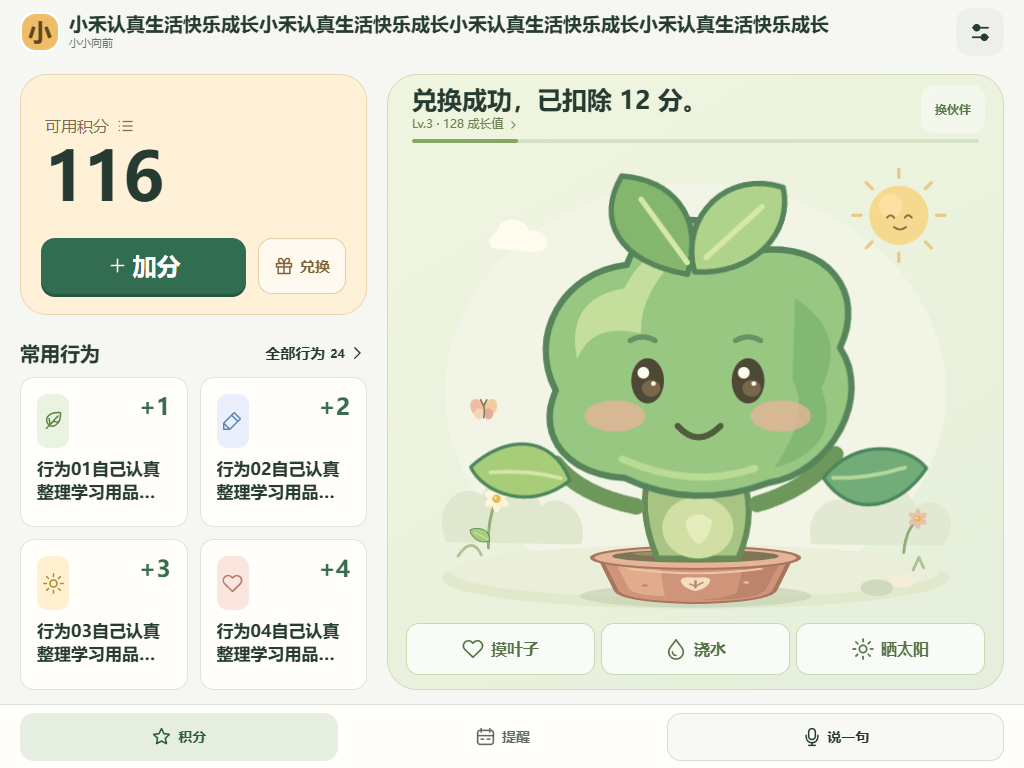 小
小禾认真生活快乐成长小禾认真生活快乐成长小禾认真生活快乐成长小禾认真生活快乐成长
小小向前
可用积分
116
+ 加分
兑换
常用行为
全部行为 24
+1
行为01自己认真
整理学习用品...
+2
行为02自己认真
整理学习用品...
+3
行为03自己认真
整理学习用品...
+4
行为04自己认真
整理学习用品...
兑换成功，已扣除 12 分。
Lv.3 · 128 成长值
换伙伴
摸叶子
浇水
晒太阳
积分
提醒
说一句